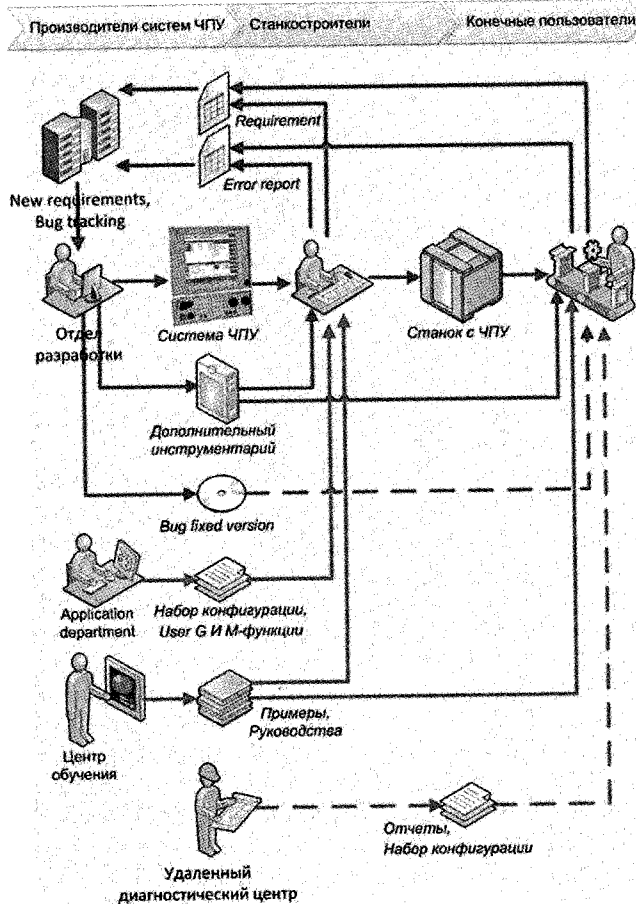 Производители систем ЧПУ
Станкостроители
Конечные пользователи
Requirement
Error report
New requirements,
Bug tracking
Отдел
разработки
Система ЧПУ
Станок с ЧПУ
Дополнительный
инструментарий
Bug fixed version
Application
department
Набор конфигурации,
User G И М-функции
Центр
обучения
Примеры,
Руководства
Удаленный
диагностический центр
Отчеты,
Набор конфигурации